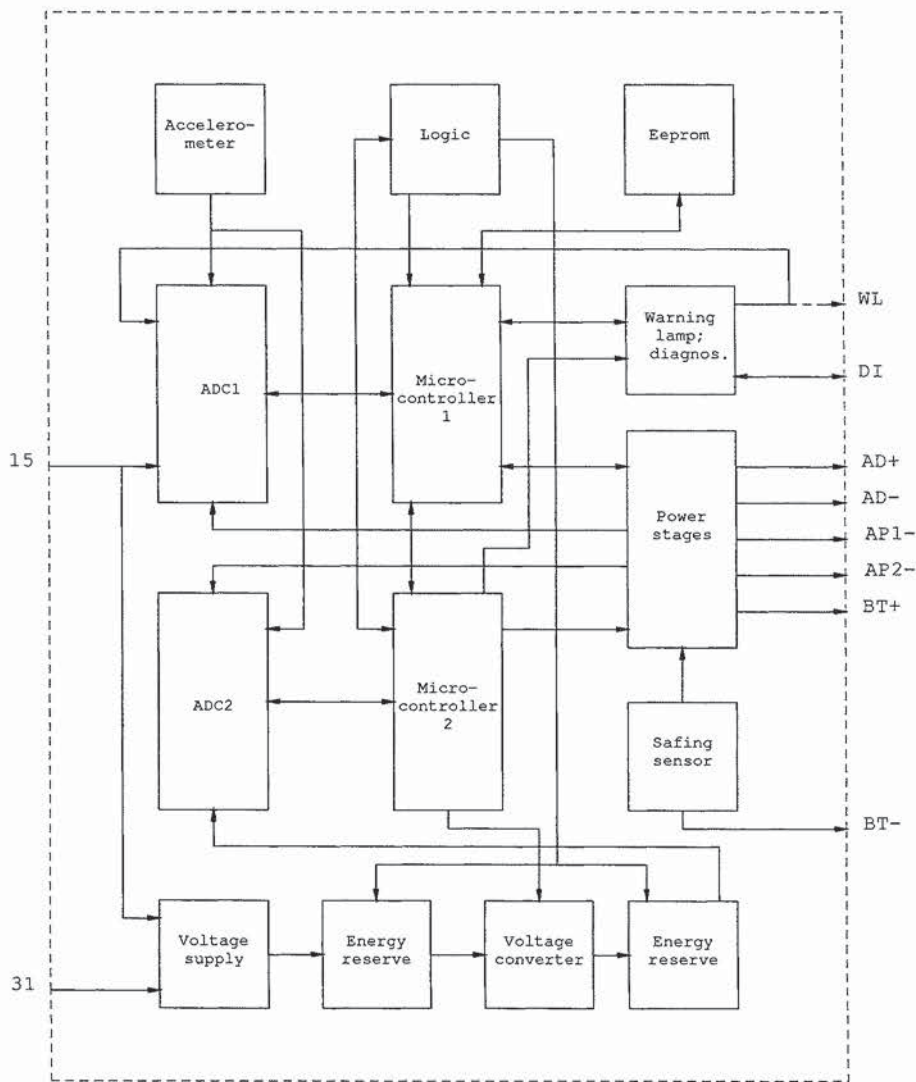 Accelero-
meter
Logic
Eeprom
WL
Warning
lamp;
diagnos.
DI
ADC1
Micro-
controller
1
15
AD+
AD-
Power
stages
AP1-
AP2-
BT+
ADC2
Micro-
controller
2
Safing
sensor
BT-
Voltage
supply
Energy
reserve
Voltage
converter
Energy
reserve
31